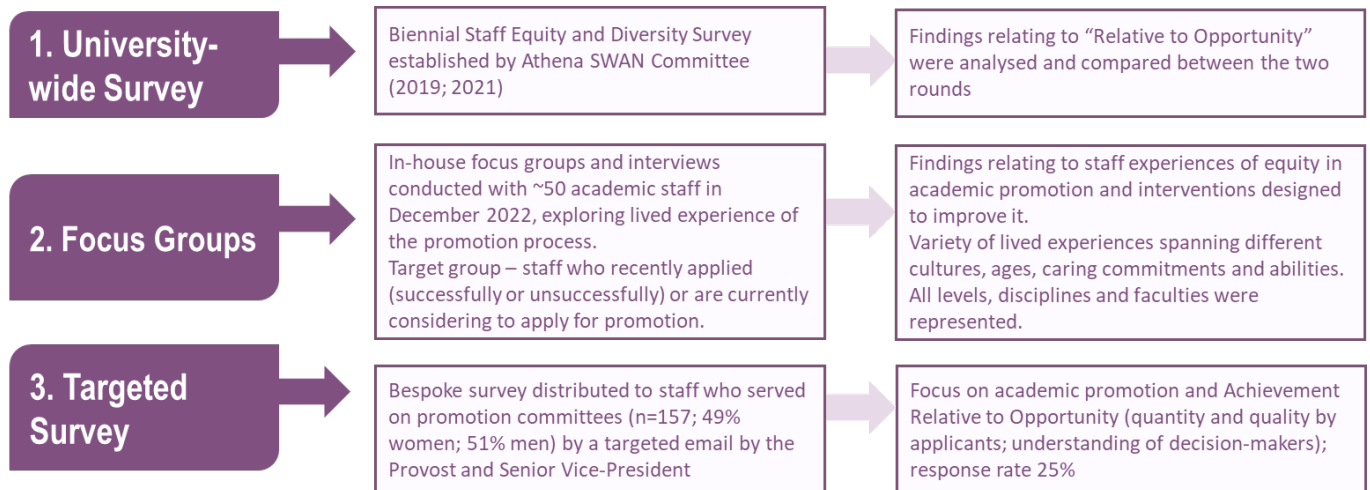 1. University-
wide Survey
Biennial Staff Equity and Diversity Survey
established by Athena SWAN Committee
(2019; 2021)
Findings relating to “Relative to Opportunity”
were analysed and compared between the two
rounds
2. Focus Groups
In-house focus groups and interviews
conducted with ~50 academic staff in
December 2022, exploring lived experience of
the promotion process.
Target group – staff who recently applied
(successfully or unsuccessfully) or are currently
considering to apply for promotion.
Findings relating to staff experiences of equity in
academic promotion and interventions designed
to improve it.
Variety of lived experiences spanning different
cultures, ages, caring commitments and abilities.
All levels, disciplines and faculties were
represented.
3. Targeted
Survey
Bespoke survey distributed to staff who served
on promotion committees (n=157; 49%
women; 51% men) by a targeted email by the
Provost and Senior Vice-President
Focus on academic promotion and Achievement
Relative to Opportunity (quantity and quality by
applicants; understanding of decision-makers);
response rate 25%